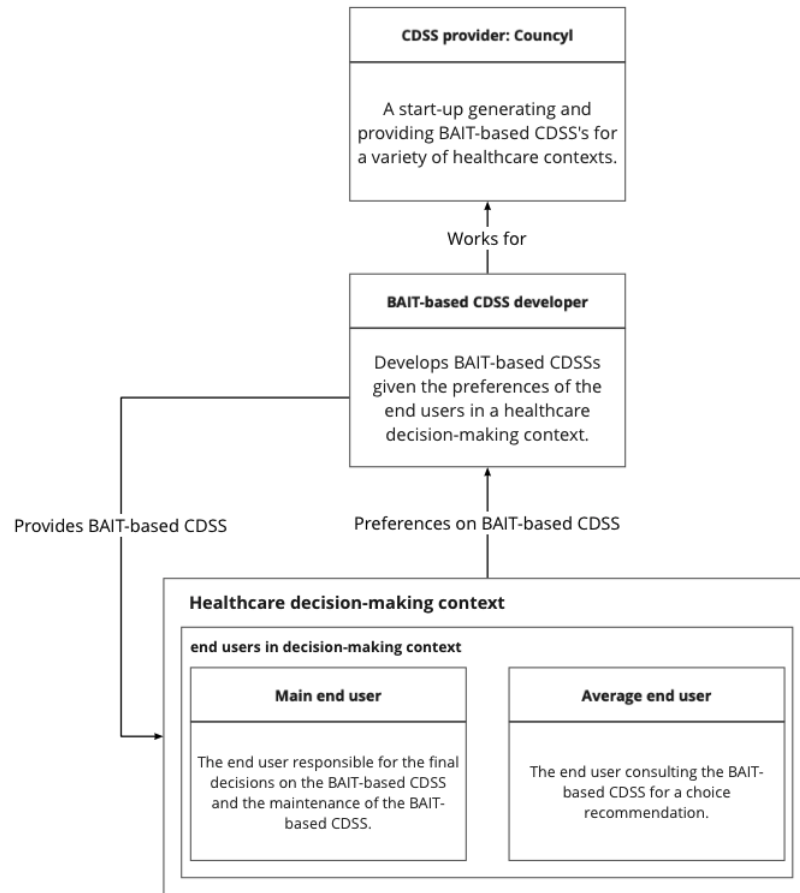 CDSS provider: Councyl
A start-up generating and
providing BAIT-based CDSS's for
a variety of healthcare contexts.
Works for
BAIT-based CDSS developer
Develops BAIT-based CDSSs
given the preferences of the
end users in a healthcare
decision-making context.
Provides BAIT-based CDSS
Preferences on BAIT-based CDSS
Healthcare decision-making context
end users in decision-making context
Main end user
The end user responsible for the final
decisions on the BAIT-based CDSS
and the maintenance of the BAIT-
based CDSS.
Average end user
The end user consulting the BAIT-
based CDSS for a choice
recommendation.